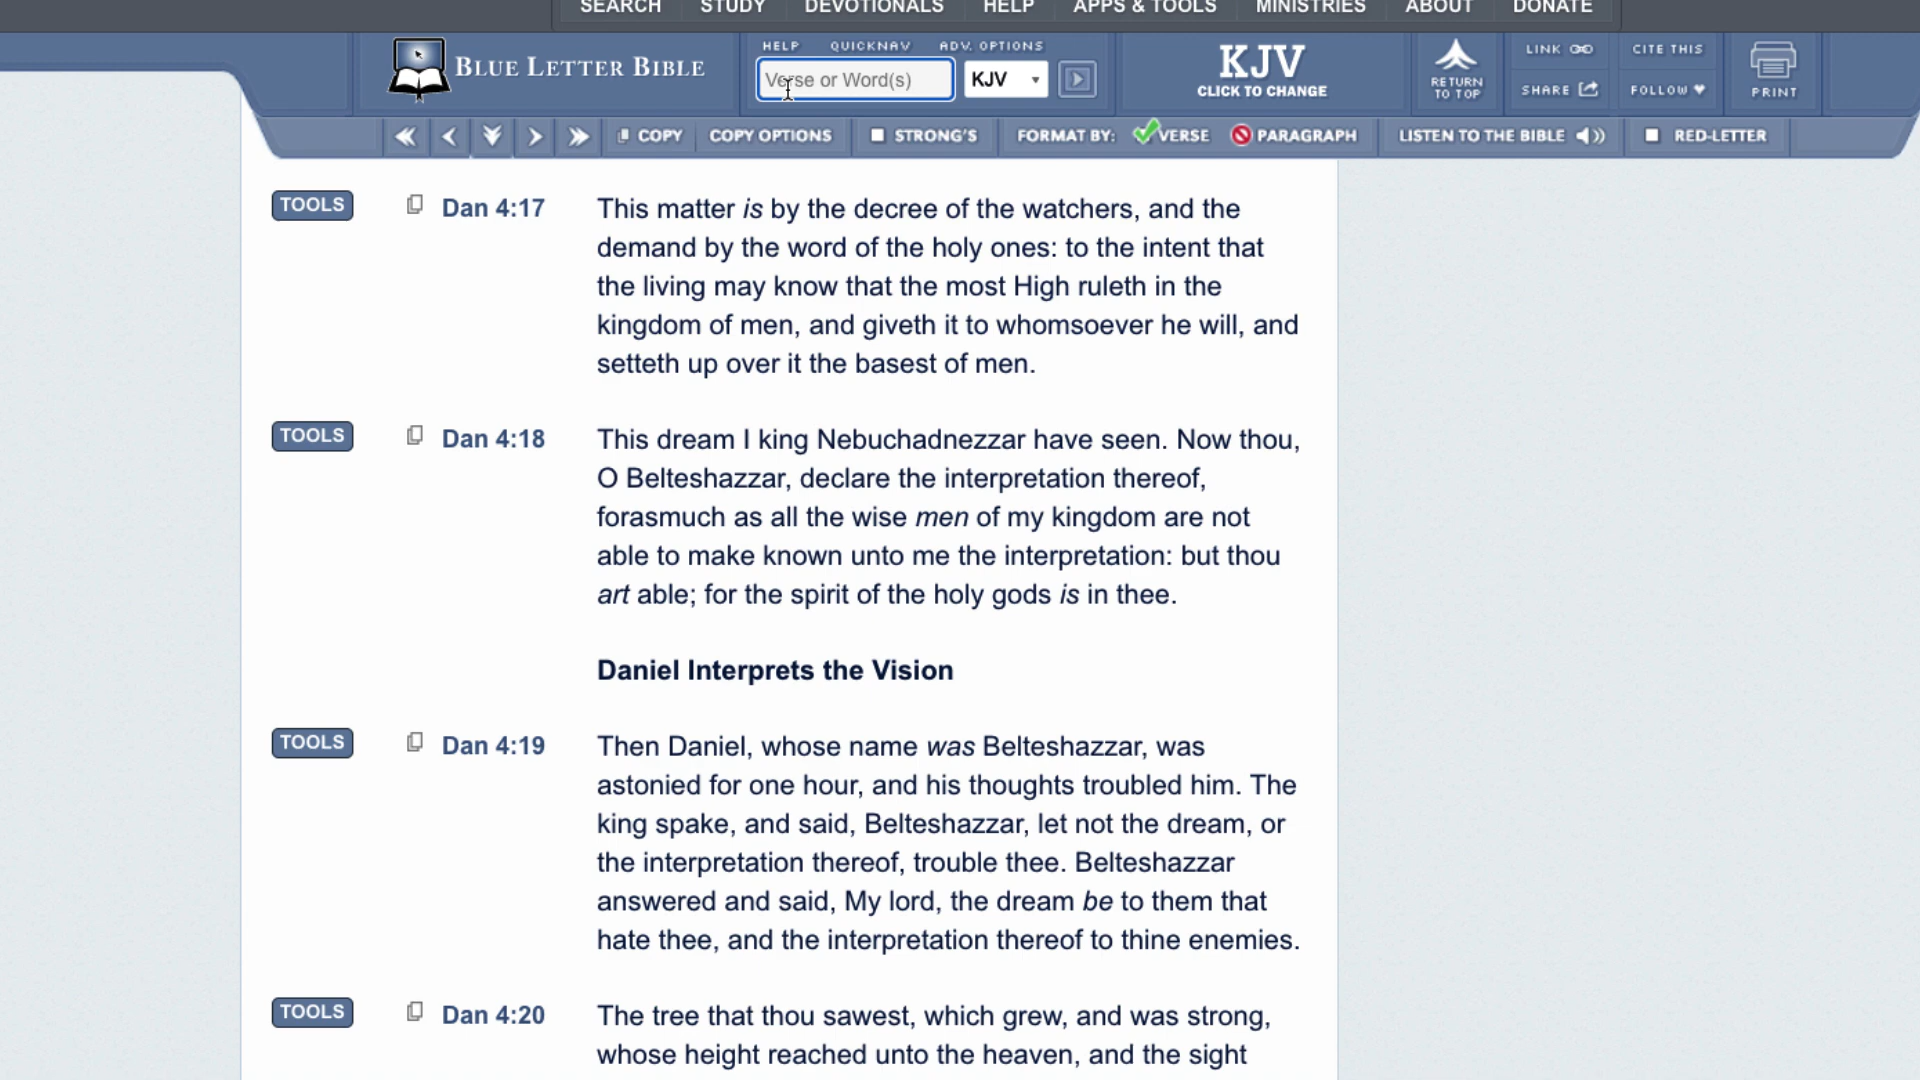 SEARCH STUDY DEVOTIONALS HELP APPS & TOOLS MINISTRIES ABOUT DONATE
BLUE LETTER BIBLE
HELP QUICKNAV ADV. OPTIONS
Verse or Word(s) KJV
KJV
CLICK TO CHANGE
RETURN
TO TOP
LINK
SHARE
CITE THIS
FOLLOW
PRINT
COPY COPY OPTIONS STRONG'S FORMAT BY: VERSE PARAGRAPH LISTEN TO THE BIBLE RED-LETTER
TOOLS Dan 4:17 This matter is by the decree of the watchers, and the
demand by the word of the holy ones: to the intent that
the living may know that the most High ruleth in the
kingdom of men, and giveth it to whomsoever he will, and
setteth up over it the basest of men.
TOOLS Dan 4:18 This dream I king Nebuchadnezzar have seen. Now thou,
O Belteshazzar, declare the interpretation thereof,
forasmuch as all the wise men of my kingdom are not
able to make known unto me the interpretation: but thou
art able; for the spirit of the holy gods is in thee.
Daniel Interprets the Vision
TOOLS Dan 4:19 Then Daniel, whose name was Belteshazzar, was
astonied for one hour, and his thoughts troubled him. The
king spake, and said, Belteshazzar, let not the dream, or
the interpretation thereof, trouble thee. Belteshazzar
answered and said, My lord, the dream be to them that
hate thee, and the interpretation thereof to thine enemies.
TOOLS Dan 4:20 The tree that thou sawest, which grew, and was strong,
whose height reached unto the heaven, and the sight